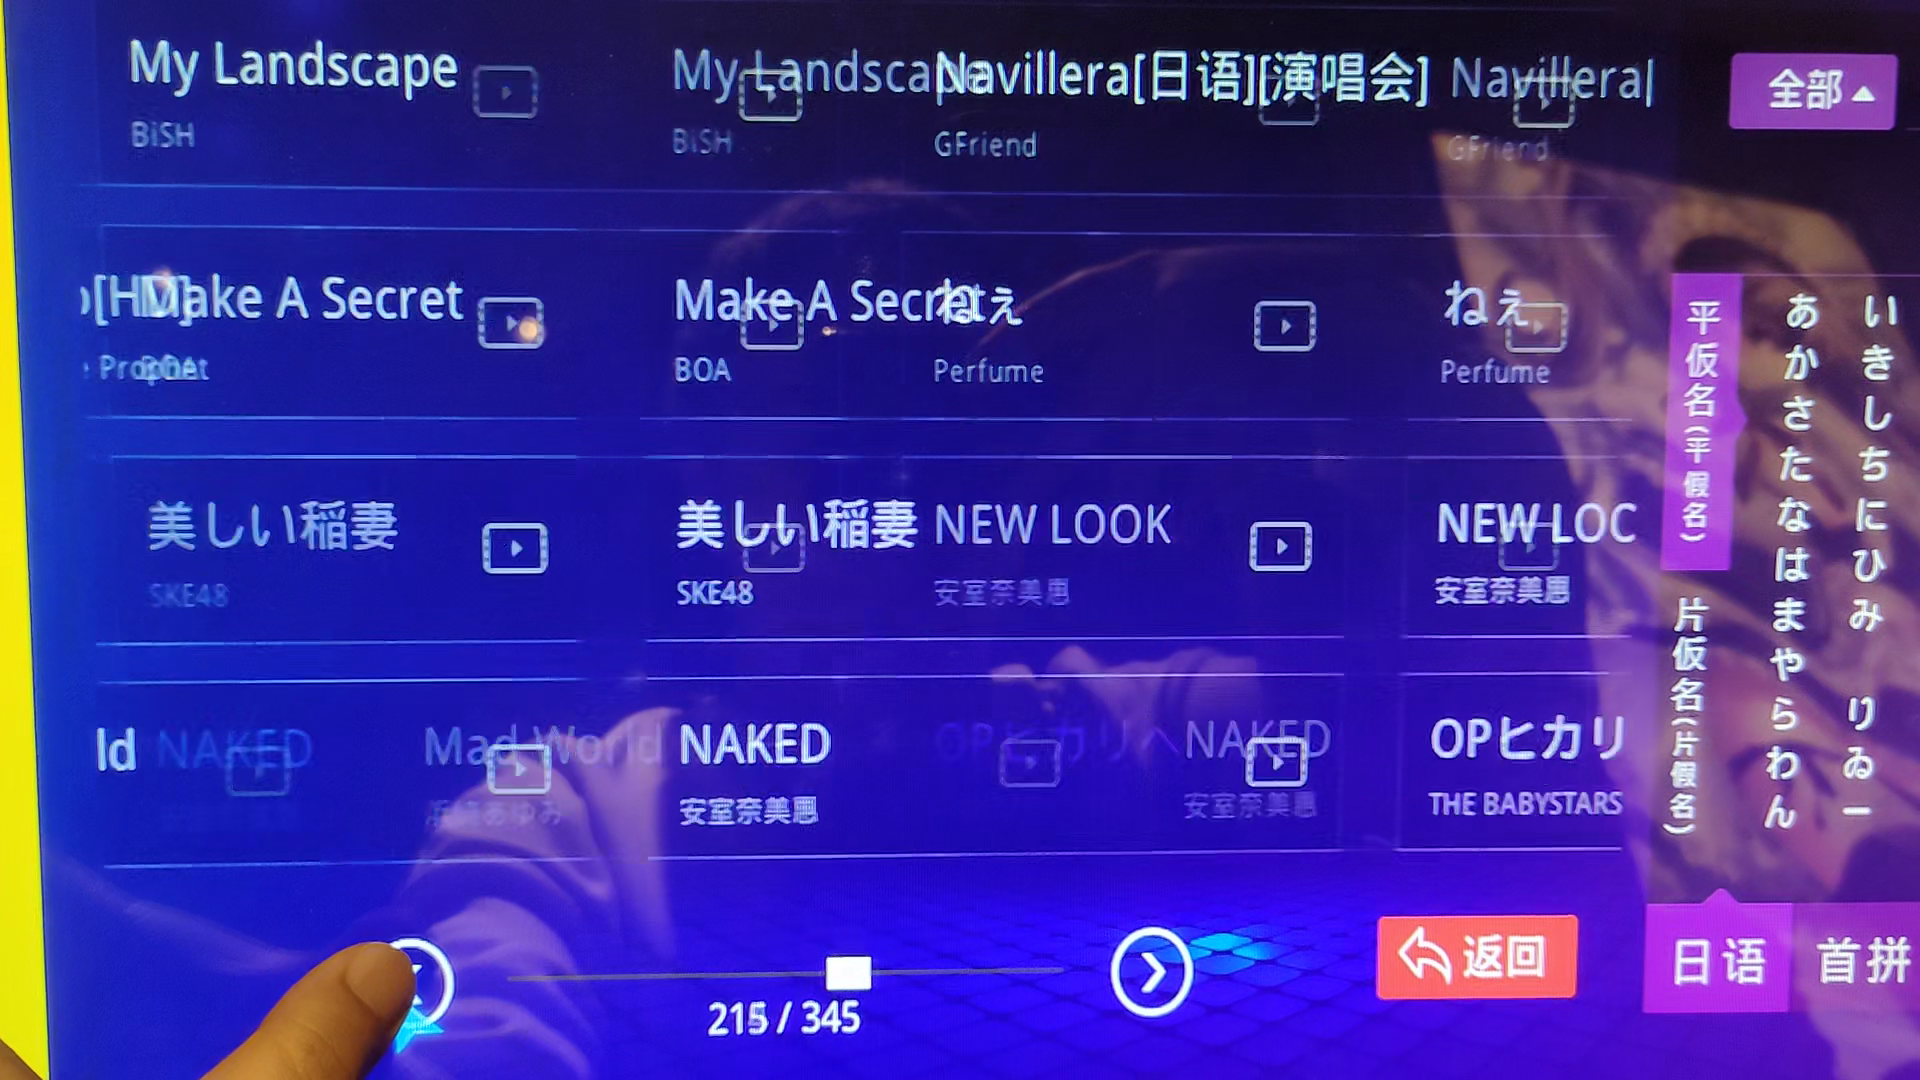 My Landscape
BiSH
My Landscape
BiSH
Navillera[日语][演唱会]
GFriend
Navillera[
GFriend
全部
[HD]
Make A Secret
Prophet
BOA
Make A Secret
BOA
ねぇ
Perfume
ねぇ
Perfume
美しい稲妻
SKE48
美しい稲妻
SKE48
NEW LOOK
安室奈美恵
NEW LOC
安室奈美恵
ld
NAKED
Mad World
浜崎あゆみ
NAKED
安室奈美恵
OPヒカリへ
NAKED
安室奈美恵
OPヒカリ
THE BABYSTARS
平仮名(平假名)
片仮名(片假名)
あかさたなはまやらわん
いきしちにひみ りゐー
215 / 345
返回
日语
首拼